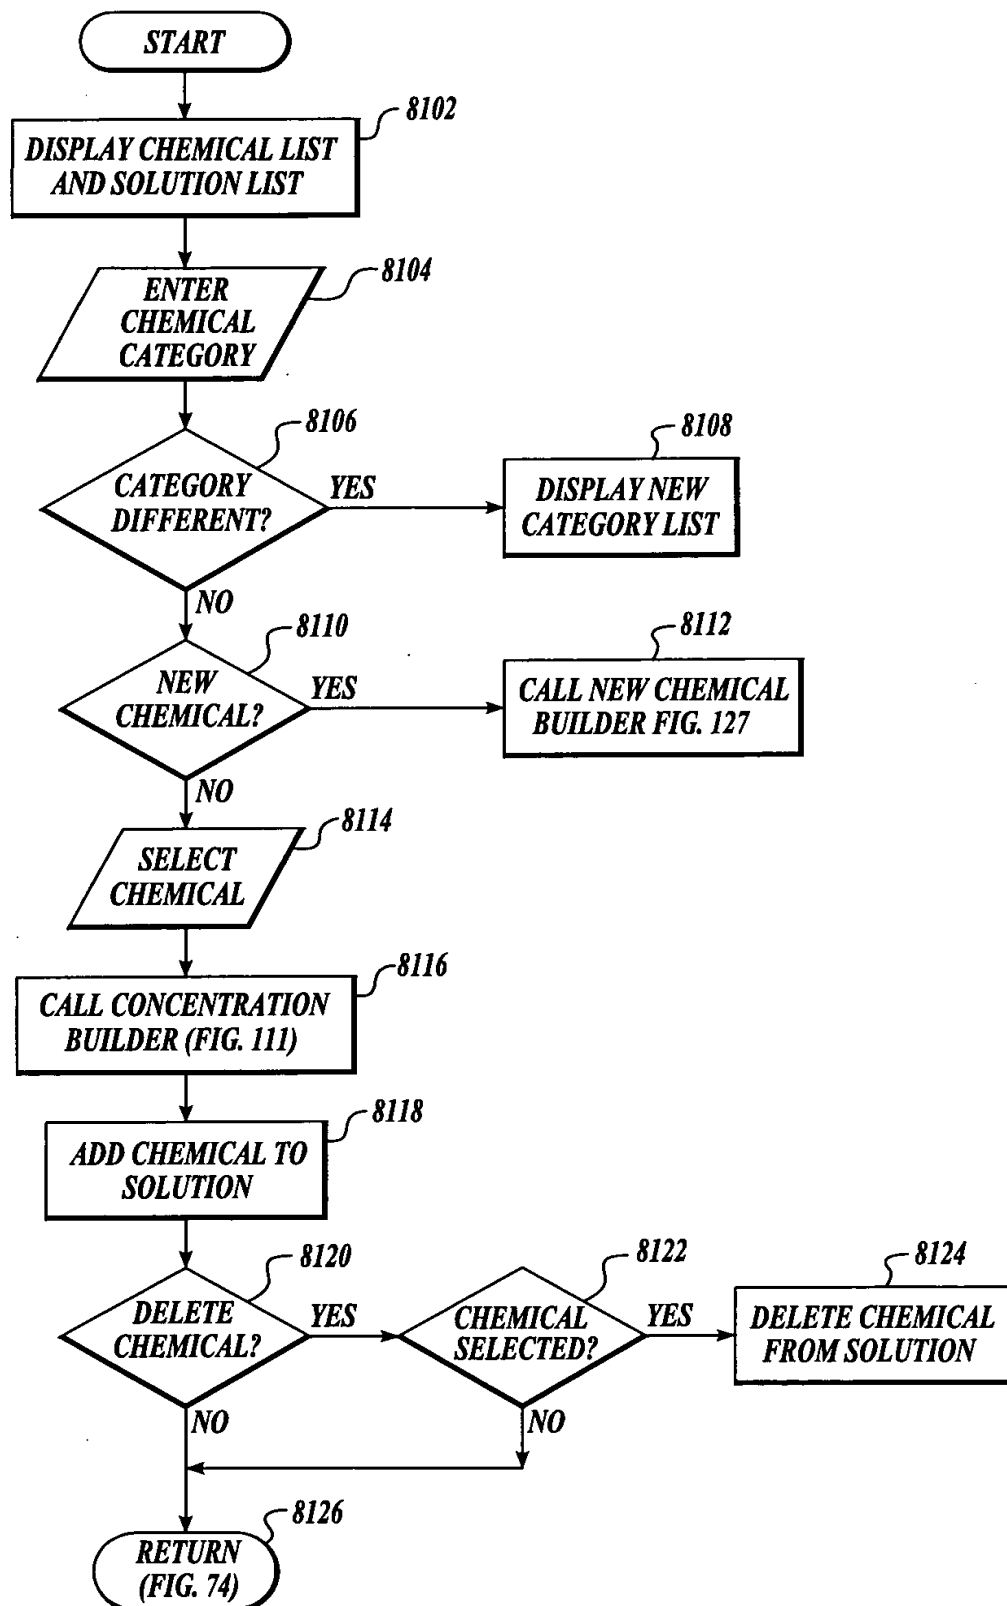 START
8102
DISPLAY CHEMICAL LIST
AND SOLUTION LIST
8104
ENTER
CHEMICAL
CATEGORY
8106
CATEGORY
DIFFERENT?
YES
8108
DISPLAY NEW
CATEGORY LIST
NO
8110
NEW
CHEMICAL?
YES
8112
CALL NEW CHEMICAL
BUILDER FIG. 127
NO
8114
SELECT
CHEMICAL
8116
CALL CONCENTRATION
BUILDER (FIG. 111)
8118
ADD CHEMICAL TO
SOLUTION
8120
DELETE
CHEMICAL?
YES
8122
CHEMICAL
SELECTED?
YES
8124
DELETE CHEMICAL
FROM SOLUTION
NO
NO
8126
RETURN
(FIG. 74)